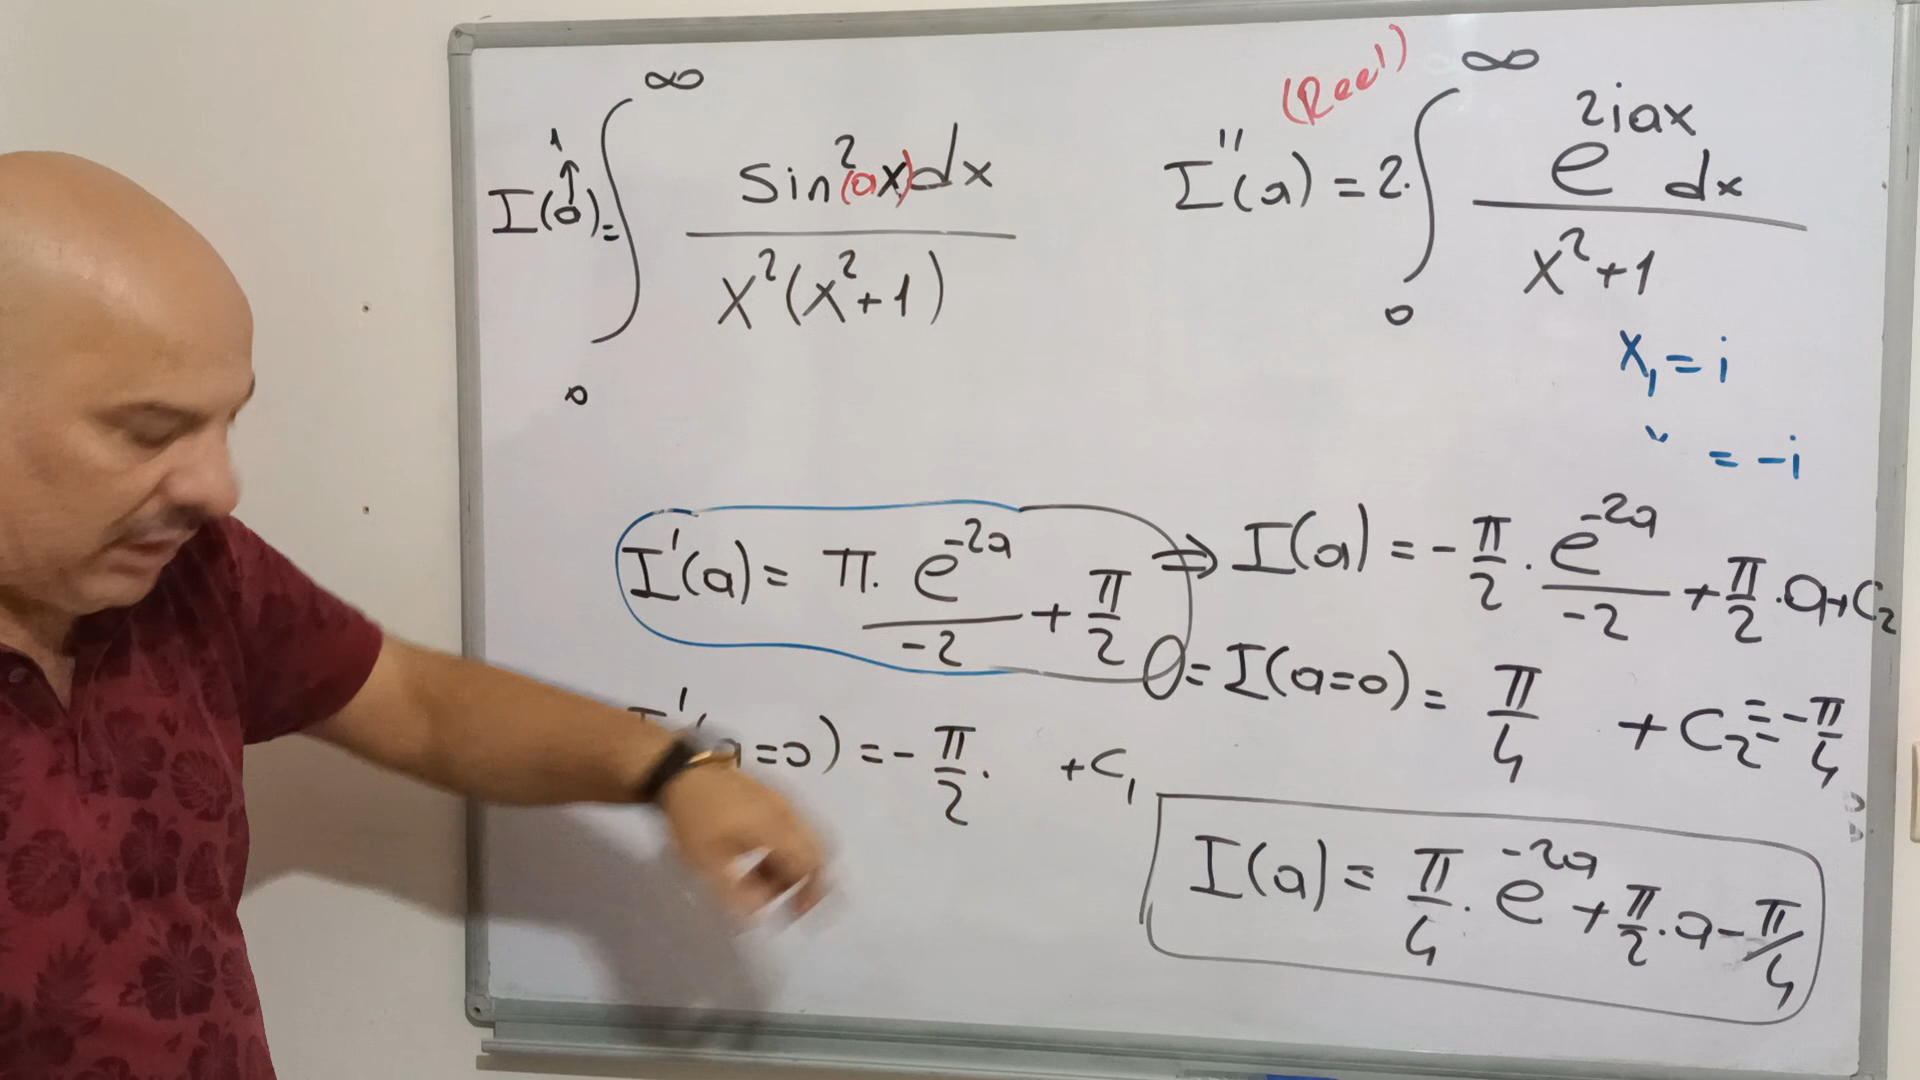 I(a) = ∫₀^∞ sin²(ax)dx / x²(x²+1)
1
(Reel)
I''(a) = 2·∫₀^∞ e^(2iax) dx / x²+1
x₁ = i
" = -i
I'(a) = π· e^(-2a) / -2 + π/2 ⇒ I(a) = - π/2 · e^(-2a) / -2 + π/2 · a + C₂
0 = I(a=0) = π/4 + C₂ = -π/4
I'(a=0) = - π/2 · + C₁
I(a) = π/4 · e^(-2a) + π/2 · a - π/4